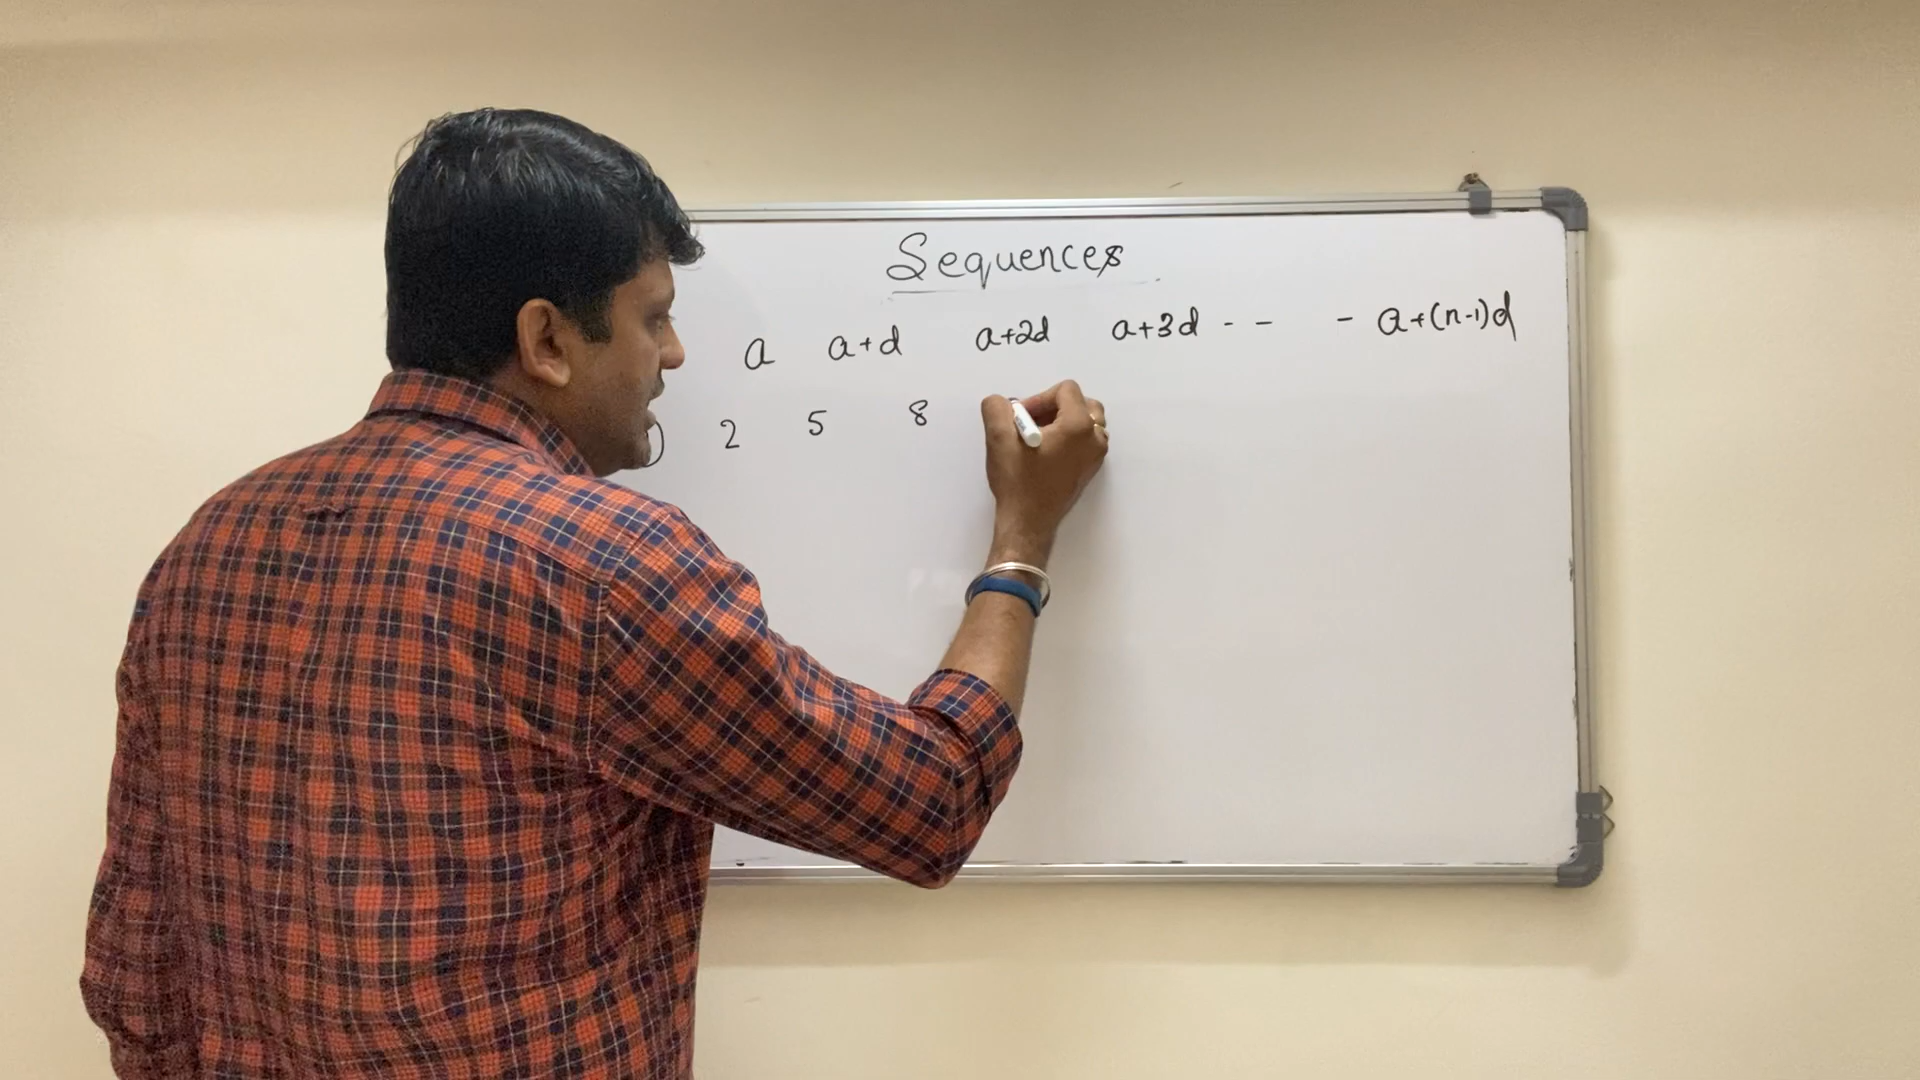 Sequences
a a+d a+2d a+3d - - - a+(n-1)d
) 2 5 8